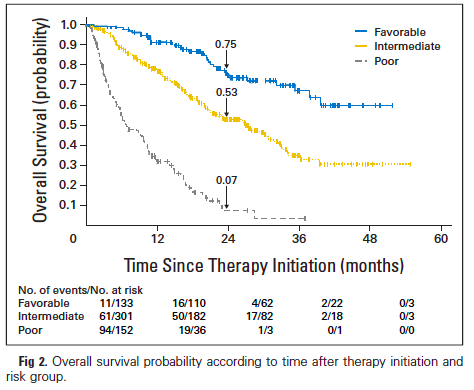 Overall Survival (probability)
1.0
0.9
0.8
0.7
0.6
0.5
0.4
0.3
0.2
0.1
0.75
0.53
0.07
Favorable
Intermediate
Poor
0 12 24 36 48 60
Time Since Therapy Initiation (months)
No. of events/No. at risk
Favorable 11/133 16/110 4/62 2/22 0/3
Intermediate 61/301 50/182 17/82 2/18 0/3
Poor 94/152 19/36 1/3 0/1 0/0
Fig 2. Overall survival probability according to time after therapy initiation and
risk group.